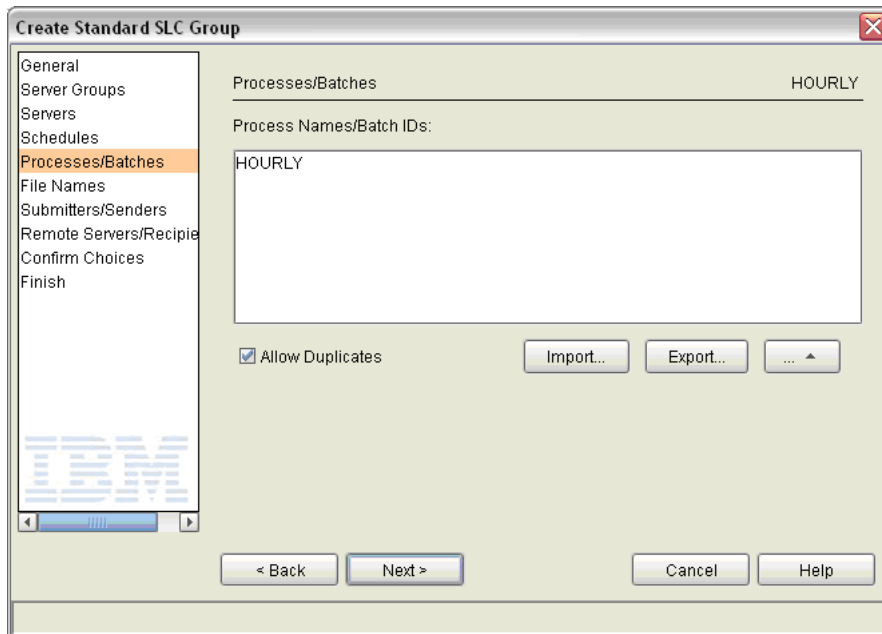 Create Standard SLC Group
General
Server Groups
Servers
Schedules
Processes/Batches
File Names
Submitters/Senders
Remote Servers/Recipie
Confirm Choices
Finish
IBM
Processes/Batches HOURLY
Process Names/Batch IDs:
HOURLY
Allow Duplicates
Import...
Export...
...
< Back
Next >
Cancel
Help